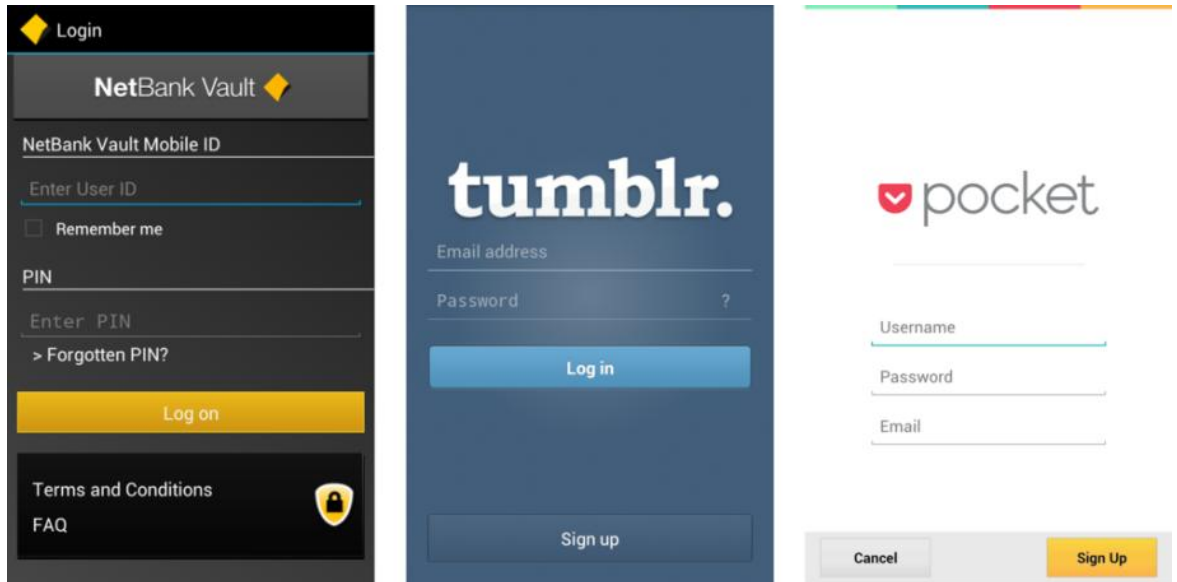 Login
NetBank Vault
NetBank Vault Mobile ID
Enter User ID
Remember me
PIN
Enter PIN
> Forgotten PIN?
Log on
Terms and Conditions
FAQ
tumblr.
Email address
Password ?
Log in
Sign up
pocket
Username
Password
Email
Cancel Sign Up